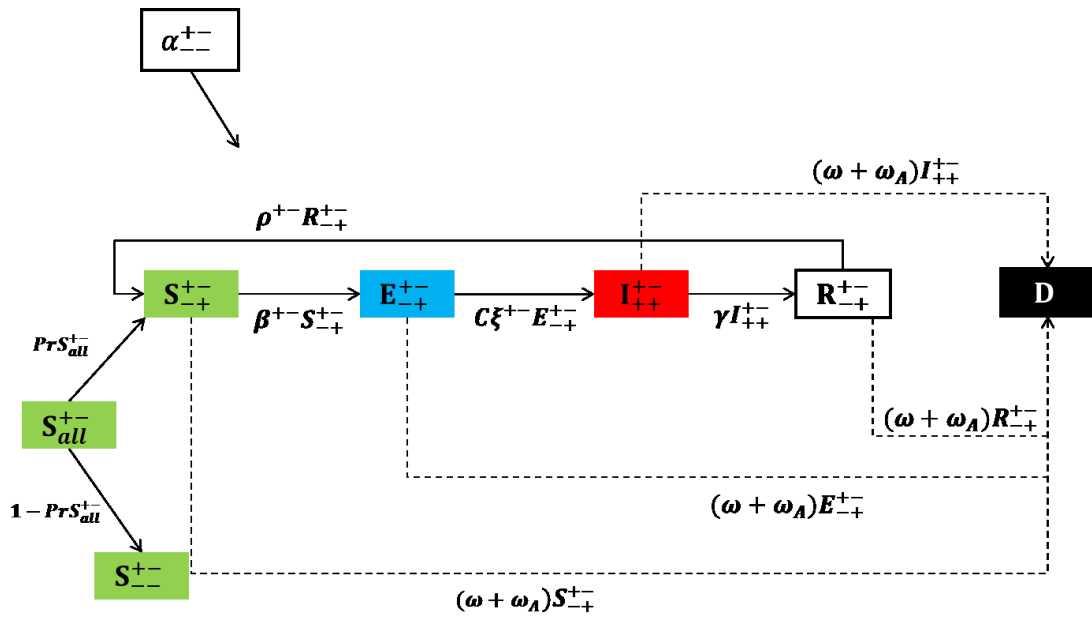 α₋₋⁺⁻
(ω + ω_A)I₊₊⁺⁻
ρ⁺⁻R₋₊⁺⁻
S₋₊⁺⁻
E₋₊⁺⁻
I₊₊⁺⁻
R₋₊⁺⁻
D
β⁺⁻S₋₊⁺⁻
Cξ⁺⁻E₋₊⁺⁻
γI₊₊⁺⁻
PrS_all⁺⁻
S_all⁺⁻
(ω + ω_A)R₋₊⁺⁻
1 − PrS_all⁺⁻
(ω + ω_A)E₋₊⁺⁻
S₋₋⁺⁻
(ω + ω_A)S₋₊⁺⁻